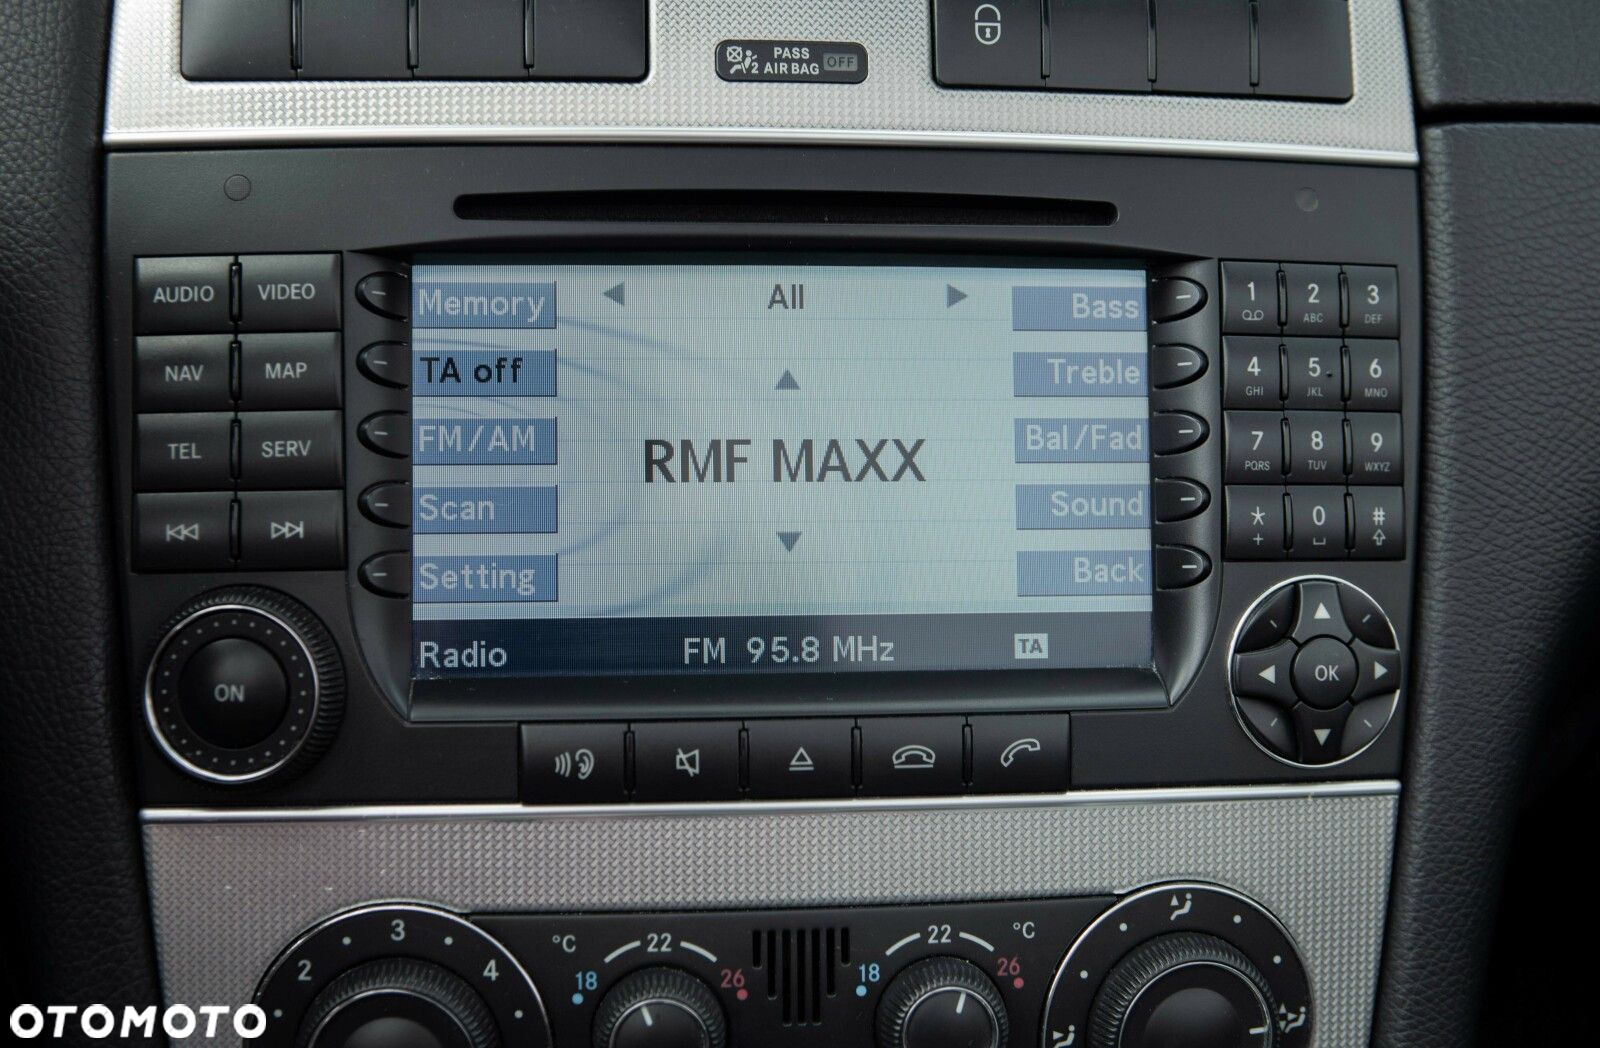 PASS
2 AIR BAG OFF
AUDIO VIDEO
NAV MAP
TEL SERV
ON
Memory
TA off
FM/AM
Scan
Setting
All
RMF MAXX
Bass
Treble
Bal/Fad
Sound
Back
Radio FM 95.8 MHz TA
1 2 3
ABC DEF
4 5 6
GHI JKL MNO
7 8 9
PQRS TUV WXYZ
* 0 #
+
OK
2 3 4
°C 18 22 26
18 22 26 °C
OTOMOTO